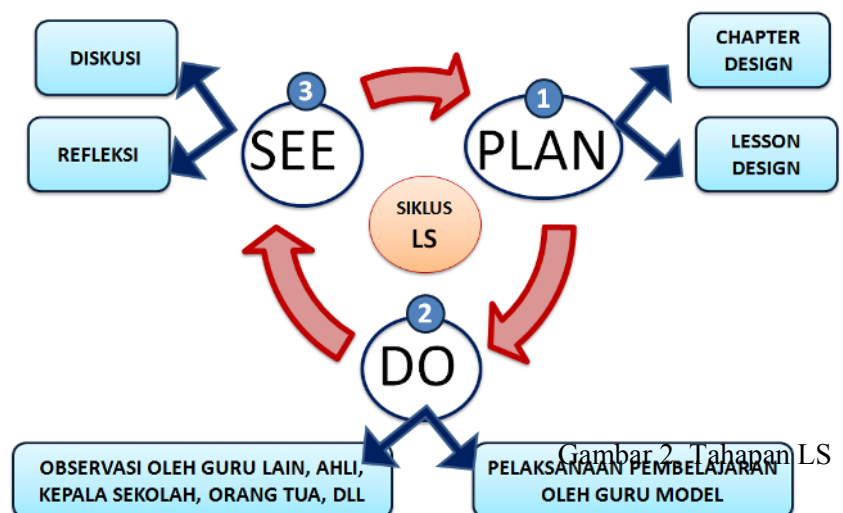 DISKUSI
REFLEKSI
3
SEE
1
PLAN
CHAPTER
DESIGN
LESSON
DESIGN
SIKLUS
LS
2
DO
OBSERVASI OLEH GURU LAIN, AHLI,
KEPALA SEKOLAH, ORANG TUA, DLL
PELAKSANAAN PEMBELAJARAN
OLEH GURU MODEL
Gambar 2. Tahapan LS